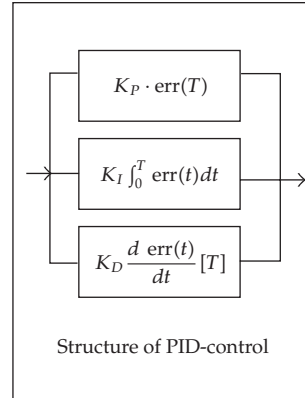 K_P · err(T)
K_I ∫_0^T err(t)dt
K_D d err(t)/dt [T]
Structure of PID-control